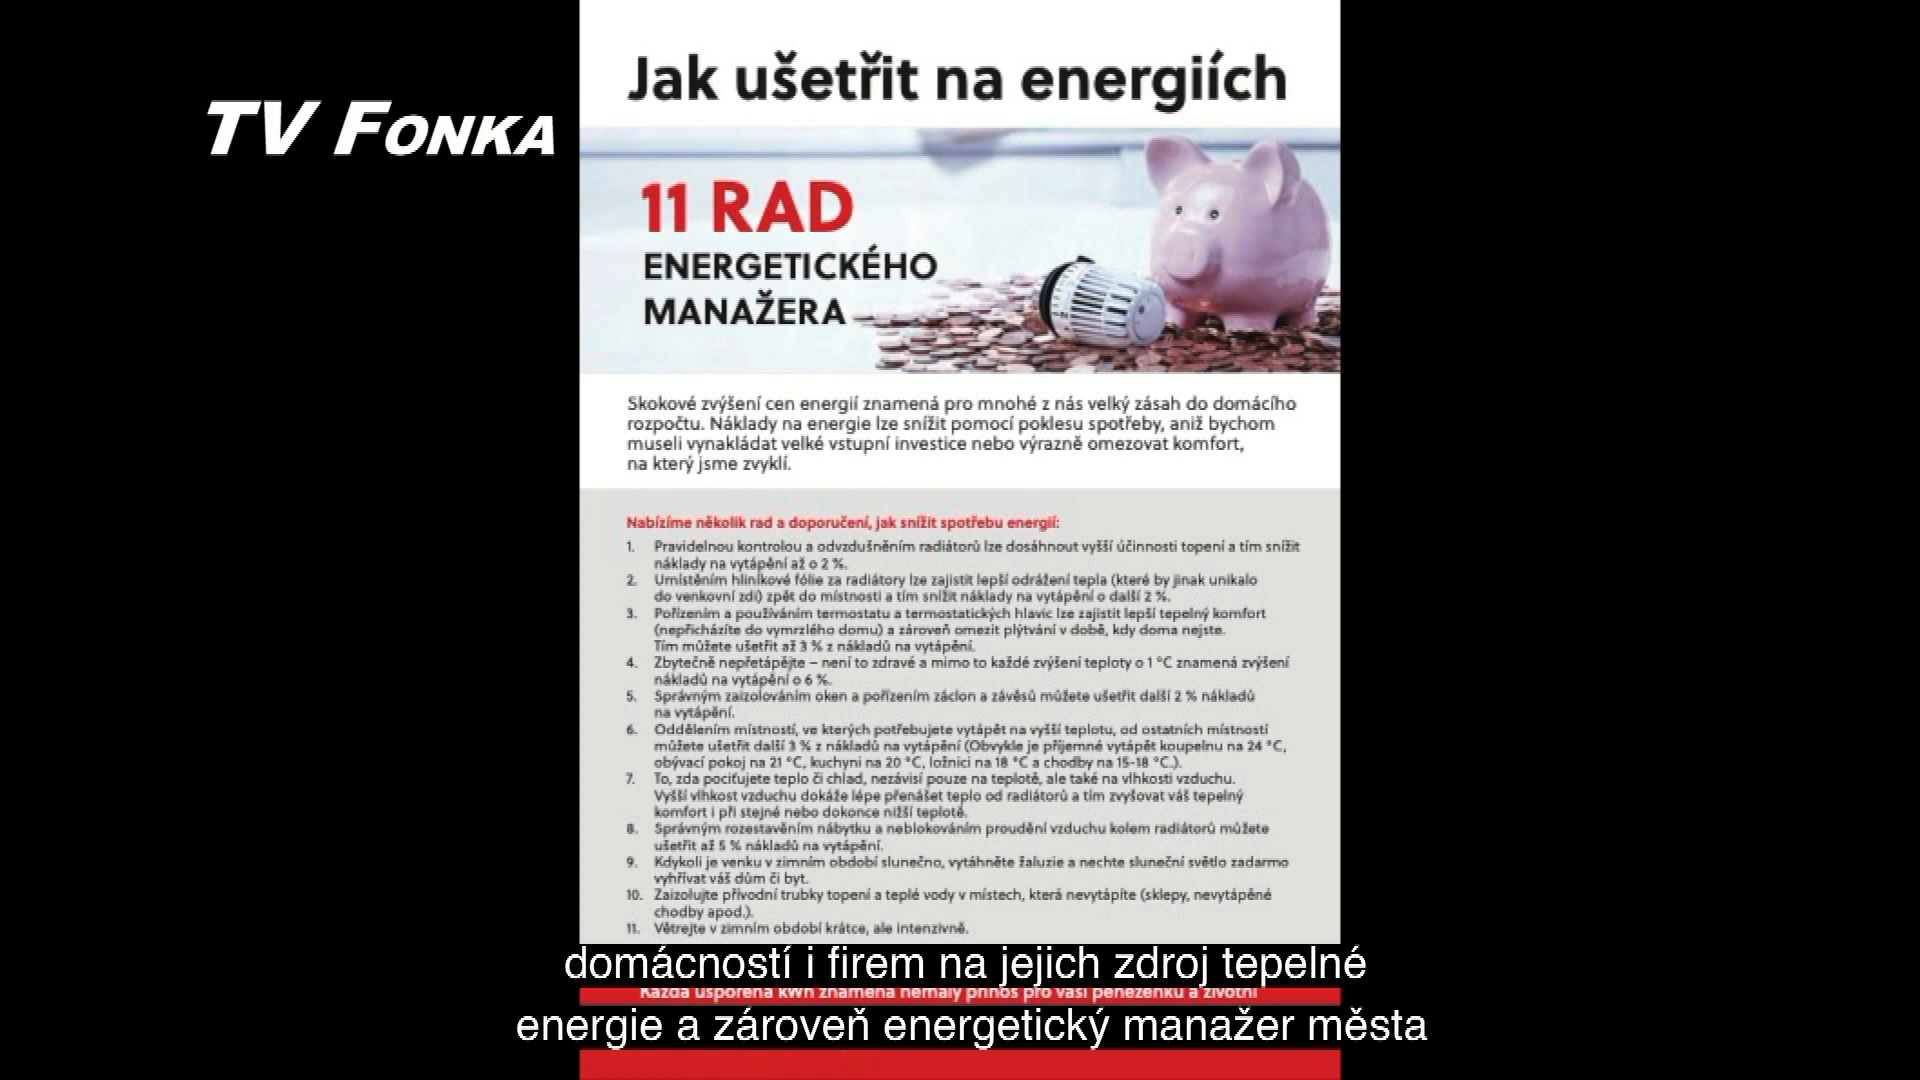 TV FONKA
Jak ušetřit na energiích
11 RAD
ENERGETICKÉHO
MANAŽERA
Skokové zvýšení cen energií znamená pro mnohé z nás velký zásah do domácího
rozpočtu. Náklady na energie lze snížit pomocí poklesu spotřeby, aniž bychom
museli vynakládat velké vstupní investice nebo výrazně omezovat komfort,
na který jsme zvyklí.
Nabízíme několik rad a doporučení, jak snížit spotřebu energií:
1. Pravidelnou kontrolou a odvzdušněním radiátorů lze dosáhnout vyšší účinnosti topení a tím snížit
náklady na vytápění až o 2 %.
2. Umístěním hliníkové fólie za radiátory lze zajistit lepší odrážení tepla (které by jinak unikalo
do venkovní zdi) zpět do místnosti a tím snížit náklady na vytápění o další 2 %.
3. Pořízením a používáním termostatu a termostatických hlavic lze zajistit lepší tepelný komfort
(nepřicházíte do vymrzlého domu) a zároveň omezit plýtvání v době, kdy doma nejste.
Tím můžete ušetřit až 3 % z nákladů na vytápění.
4. Zbytečně nepřetápějte – není to zdravé a mimo to každé zvýšení teploty o 1 °C znamená zvýšení
nákladů na vytápění o 6 %.
5. Správným zaizolováním oken a pořízením záclon a závěsů můžete ušetřit další 2 % nákladů
na vytápění.
6. Oddělením místností, ve kterých potřebujete vytápět na vyšší teplotu, od ostatních místností
můžete ušetřit další 3 % z nákladů na vytápění (Obvykle je příjemné vytápět koupelnu na 24 °C,
obývací pokoj na 21 °C, kuchyni na 20 °C, ložnici na 18 °C a chodby na 15-18 °C.).
7. To, zda pociťujete teplo či chlad, nezávisí pouze na teplotě, ale také na vlhkosti vzduchu.
Vyšší vlhkost vzduchu dokáže lépe přenášet teplo od radiátorů a tím zvyšovat váš tepelný
komfort i při stejné nebo dokonce nižší teplotě.
8. Správným rozestavěním nábytku a neblokováním proudění vzduchu kolem radiátorů můžete
ušetřit až 5 % nákladů na vytápění.
9. Kdykoli je venku v zimním období slunečno, vytáhněte žaluzie a nechte sluneční světlo zadarmo
vyhřívat váš dům či byt.
10. Zaizolujte přívodní trubky topení a teplé vody v místech, která nevytápíte (sklepy, nevytápěné
chodby apod.).
11. Větrejte v zimním období krátce, ale intenzivně.
domácností i firem na jejich zdroj tepelné
Každá uspořená kWh znamená nemalý přínos pro vaši peněženku a životní
energie a zároveň energetický manažer města